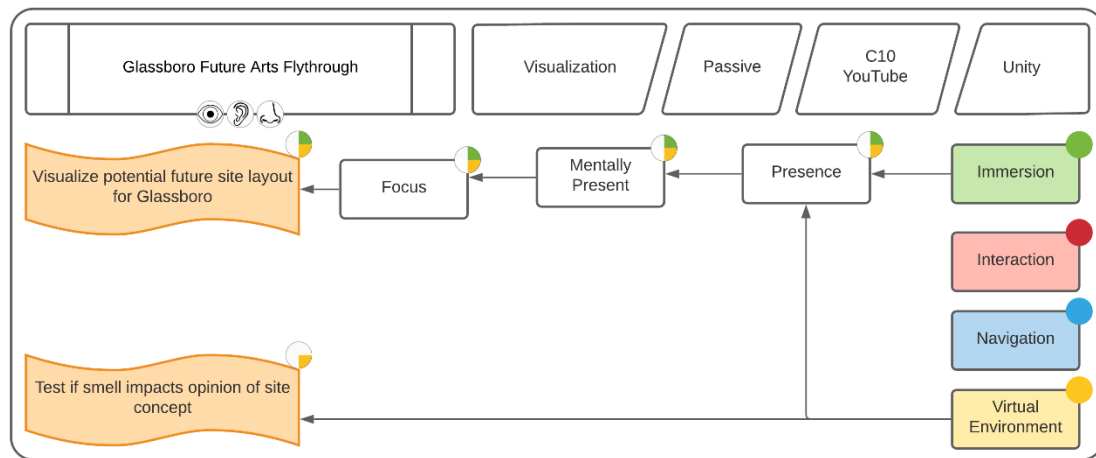 Glassboro Future Arts Flythrough
Visualization
Passive
C10
YouTube
Unity
Visualize potential future site layout
for Glassboro
Focus
Mentally
Present
Presence
Immersion
Interaction
Navigation
Test if smell impacts opinion of site
concept
Virtual
Environment